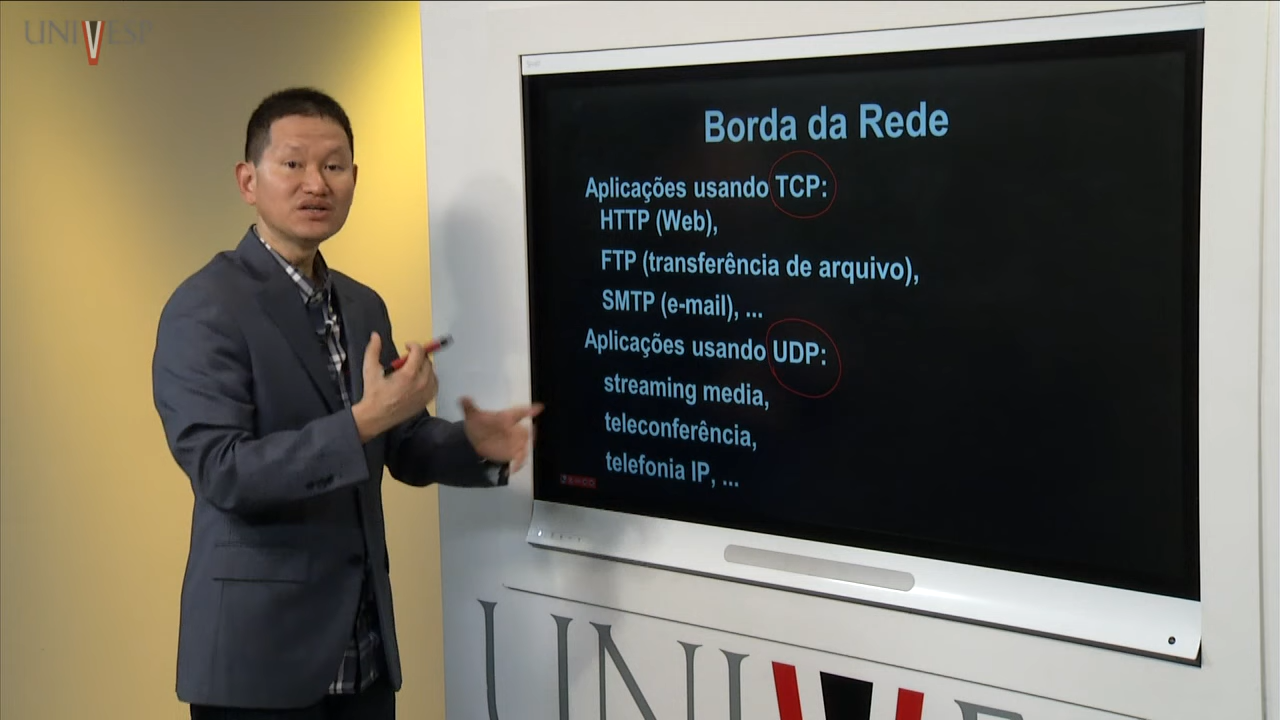 UNIVESP
Borda da Rede
Aplicações usando TCP:
HTTP (Web),
FTP (transferência de arquivo),
SMTP (e-mail), ...
Aplicações usando UDP:
streaming media,
teleconferência,
telefonia IP, ...
UNIVESP